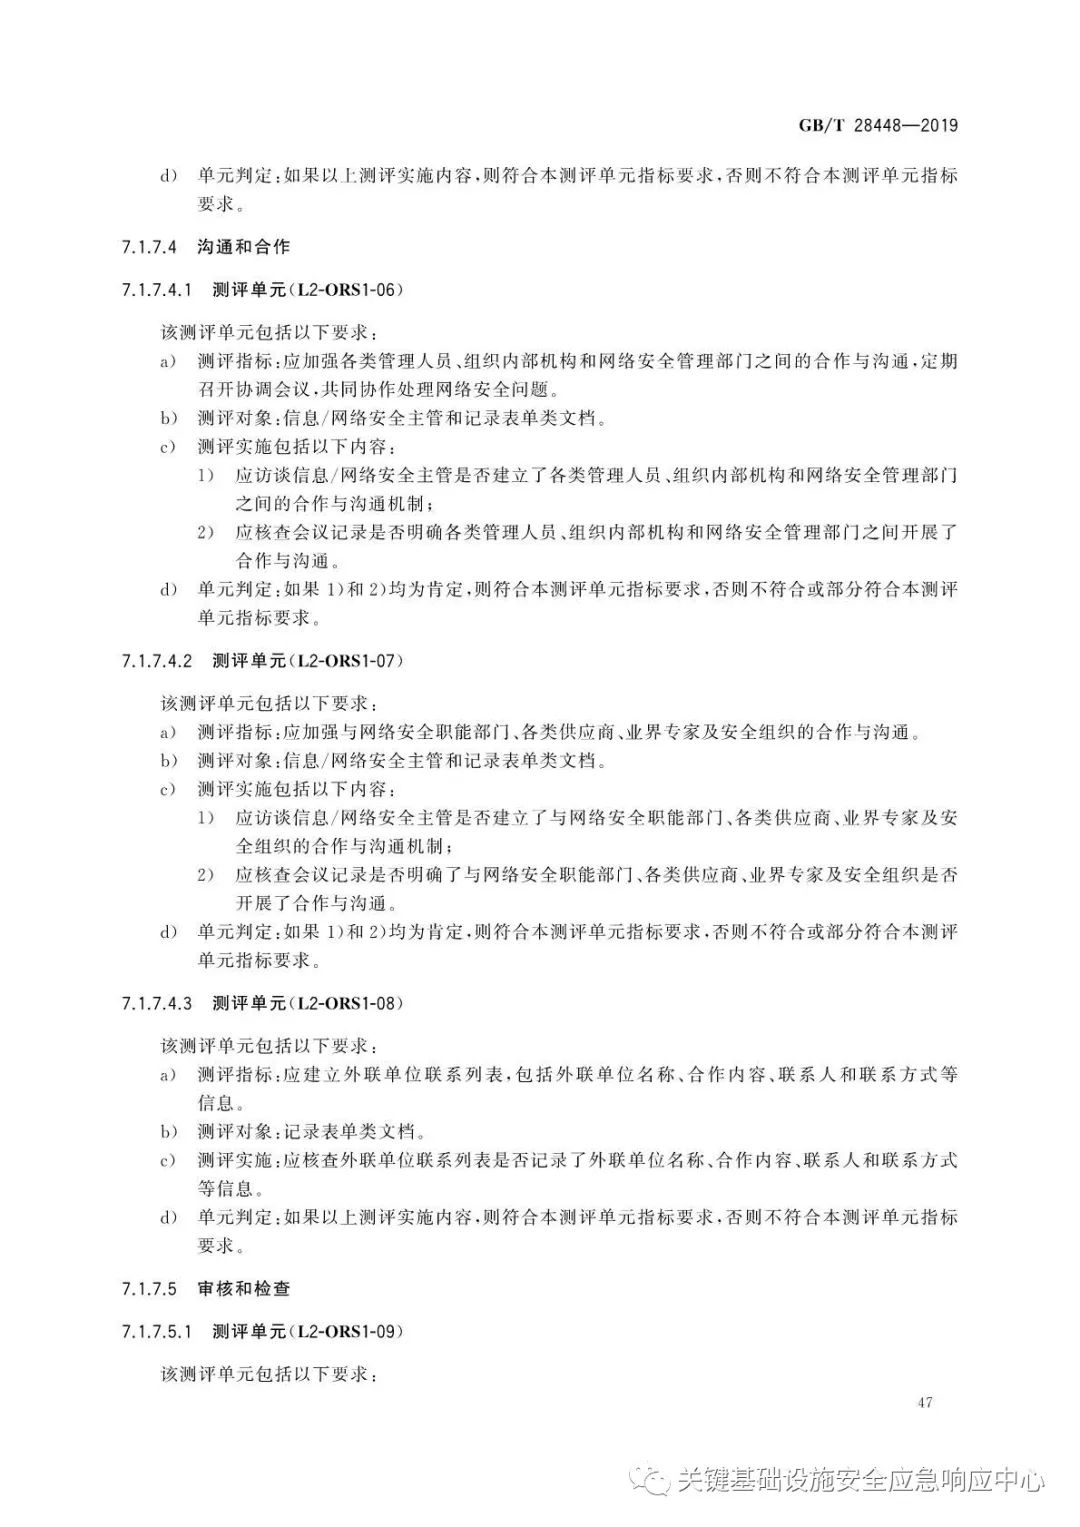 GB/T 28448—2019
d） 单元判定:如果以上测评实施内容,则符合本测评单元指标要求,否则不符合本测评单元指标
要求。
7.1.7.4 沟通和合作
7.1.7.4.1 测评单元(L2-ORS1-06)
该测评单元包括以下要求:
a） 测评指标:应加强各类管理人员、组织内部机构和网络安全管理部门之间的合作与沟通,定期
召开协调会议,共同协作处理网络安全问题。
b） 测评对象:信息/网络安全主管和记录表单类文档。
c） 测评实施包括以下内容:
1） 应访谈信息/网络安全主管是否建立了各类管理人员、组织内部机构和网络安全管理部门
之间的合作与沟通机制;
2） 应核查会议记录是否明确各类管理人员、组织内部机构和网络安全管理部门之间开展了
合作与沟通。
d） 单元判定:如果 1)和 2)均为肯定,则符合本测评单元指标要求,否则不符合或部分符合本测评
单元指标要求。
7.1.7.4.2 测评单元(L2-ORS1-07)
该测评单元包括以下要求:
a） 测评指标:应加强与网络安全职能部门、各类供应商、业界专家及安全组织的合作与沟通。
b） 测评对象:信息/网络安全主管和记录表单类文档。
c） 测评实施包括以下内容:
1） 应访谈信息/网络安全主管是否建立了与网络安全职能部门、各类供应商、业界专家及安
全组织的合作与沟通机制;
2） 应核查会议记录是否明确了与网络安全职能部门、各类供应商、业界专家及安全组织是否
开展了合作与沟通。
d） 单元判定:如果 1)和 2)均为肯定,则符合本测评单元指标要求,否则不符合或部分符合本测评
单元指标要求。
7.1.7.4.3 测评单元(L2-ORS1-08)
该测评单元包括以下要求:
a） 测评指标:应建立外联单位联系列表,包括外联单位名称、合作内容、联系人和联系方式等
信息。
b） 测评对象:记录表单类文档。
c） 测评实施:应核查外联单位联系列表是否记录了外联单位名称、合作内容、联系人和联系方式
等信息。
d） 单元判定:如果以上测评实施内容,则符合本测评单元指标要求,否则不符合本测评单元指标
要求。
7.1.7.5 审核和检查
7.1.7.5.1 测评单元(L2-ORS1-09)
该测评单元包括以下要求:
47
关键基础设施安全应急响应中心